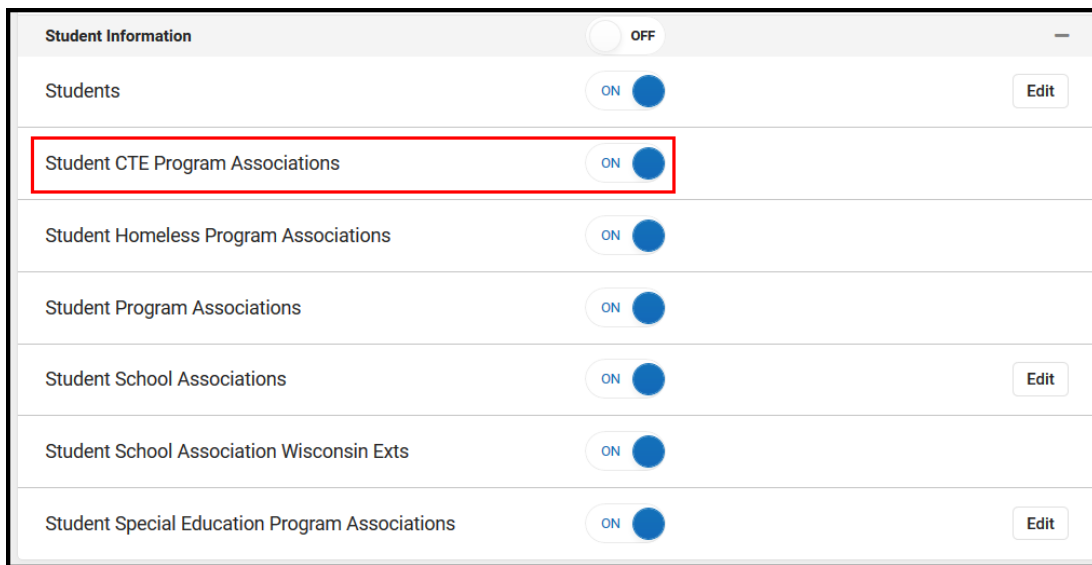 Student Information OFF
Students ON Edit
Student CTE Program Associations ON
Student Homeless Program Associations ON
Student Program Associations ON
Student School Associations ON Edit
Student School Association Wisconsin Exts ON
Student Special Education Program Associations ON Edit